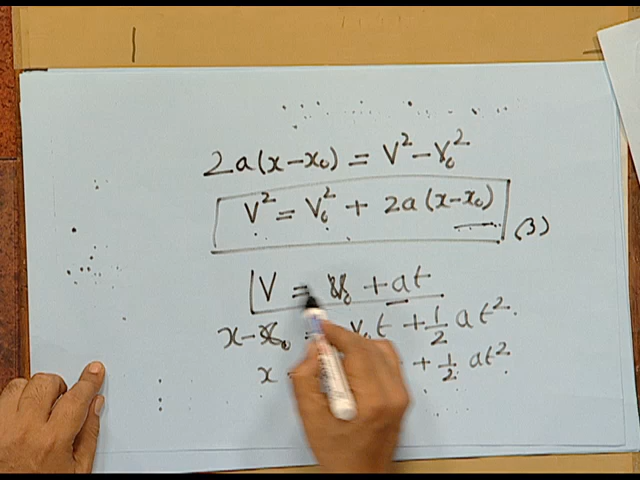 2a(x-x₀) = V² - V₀²
V² = V₀² + 2a(x-x₀) (3)
V = V₀ + at
x-x₀ = V₀t + ½ at².
x + ½ at²